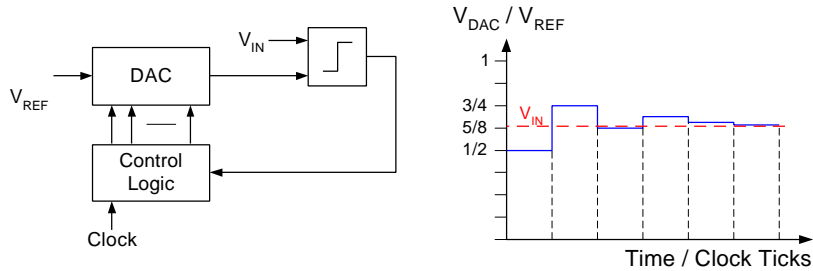 V_REF
DAC
V_IN
Control
Logic
Clock
V_DAC / V_REF
1
3/4
5/8
1/2
V_IN
Time / Clock Ticks